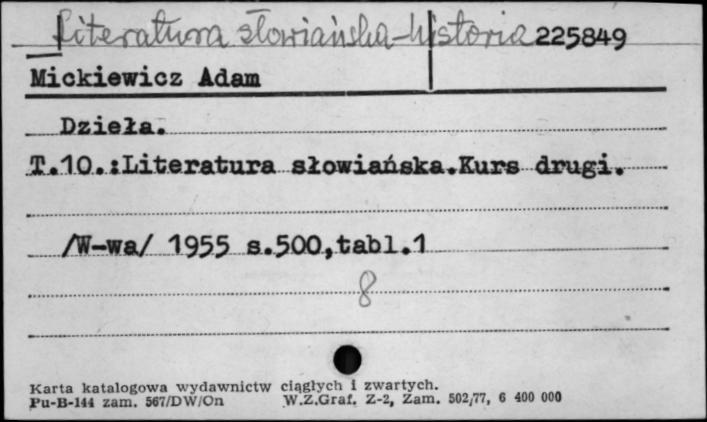 Literatura słowiańska-historia 225849
Mickiewicz Adam
Dzieła.
T.10.:Literatura słowiańska.Kurs drugi.
/W-wa/ 1955 s.500,tabl.1
8
Karta katalogowa wydawnictw ciągłych i zwartych.
Pu-B-144 zam. 567/DW/On W.Z.Graf. Z-2, Zam. 502/77, 6 400 000